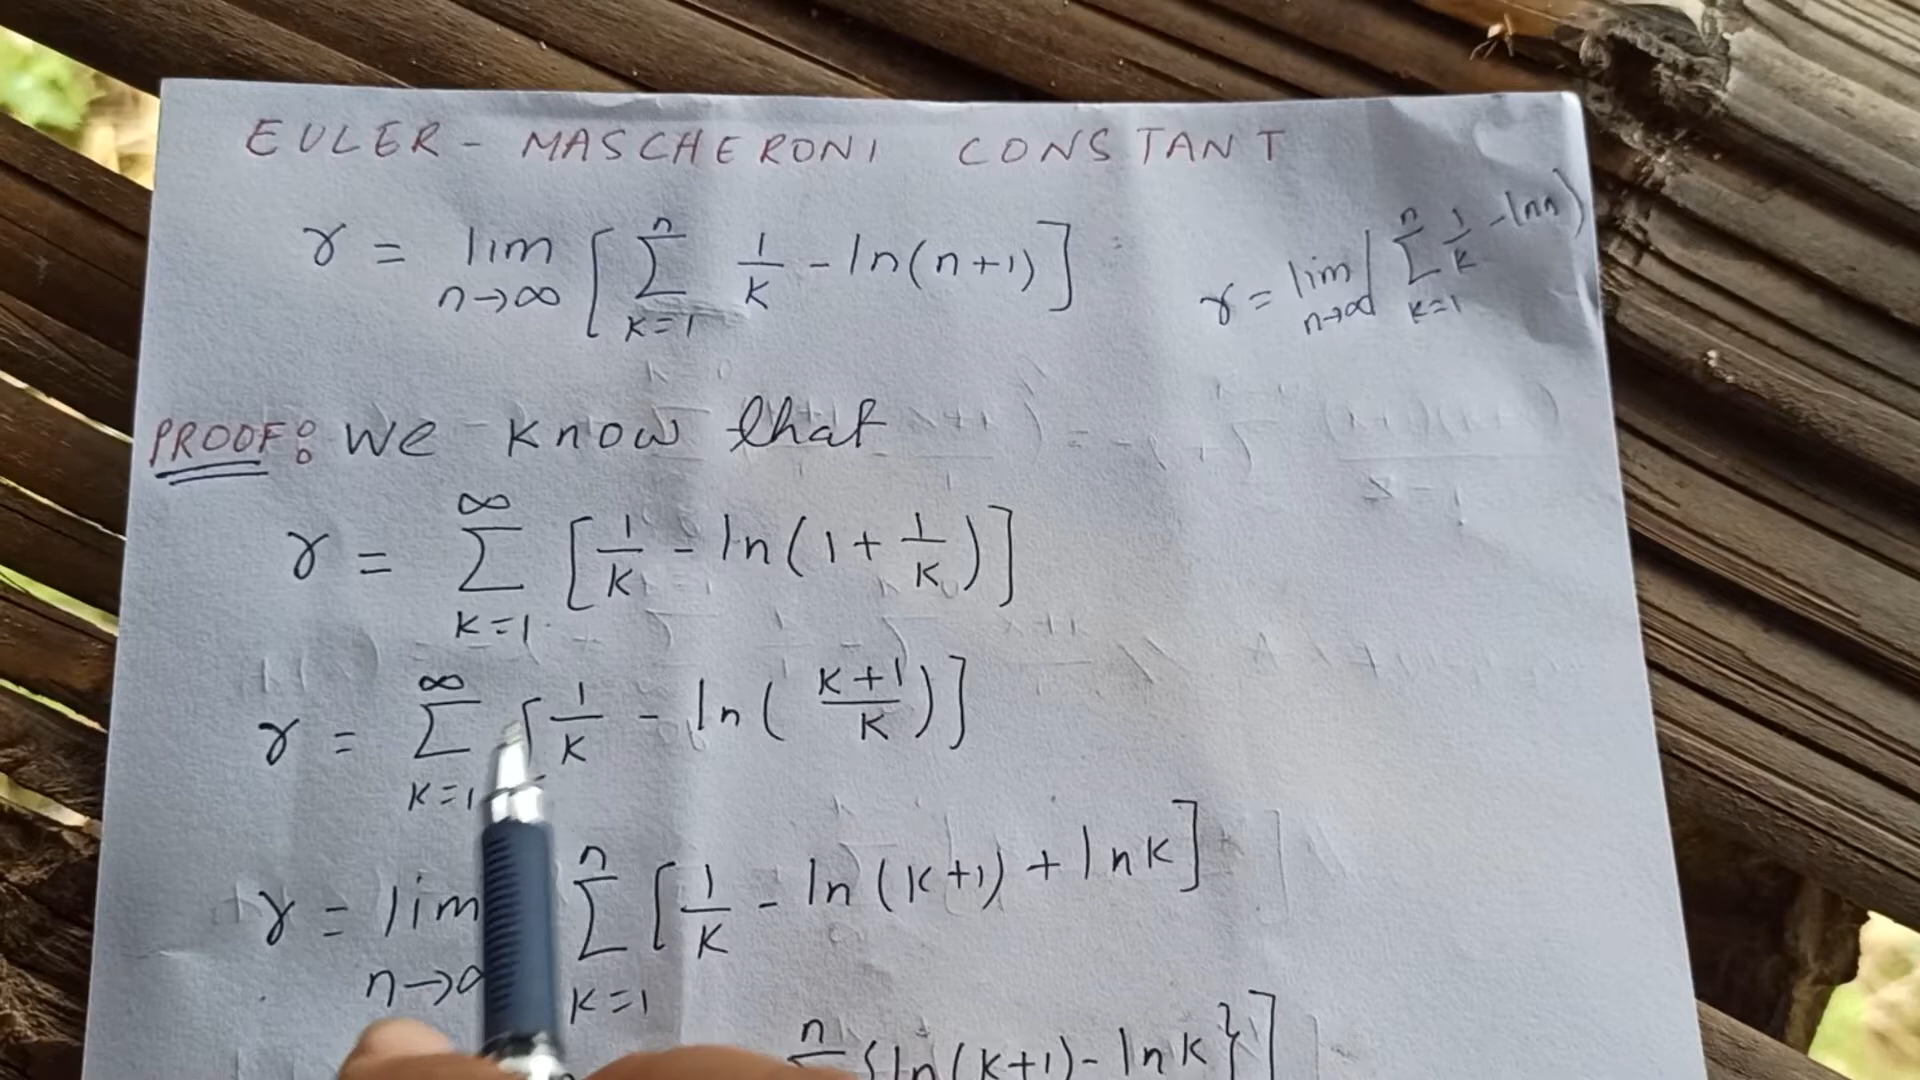 EULER - MASCHERONI CONSTANT
γ = lim n→∞ [ ∑ k=1 n 1/k - ln(n+1) ]
γ = lim n→∞ ( ∑ k=1 n 1/k - ln n )
PROOF: We know that
γ = ∑ k=1 ∞ [ 1/k - ln( 1 + 1/k ) ]
γ = ∑ k=1 ∞ [ 1/k - ln( k+1/k ) ]
γ = lim n→∞ ∑ k=1 n [ 1/k - ln(k+1) + ln k ]
n {ln(k+1) - ln k} ]